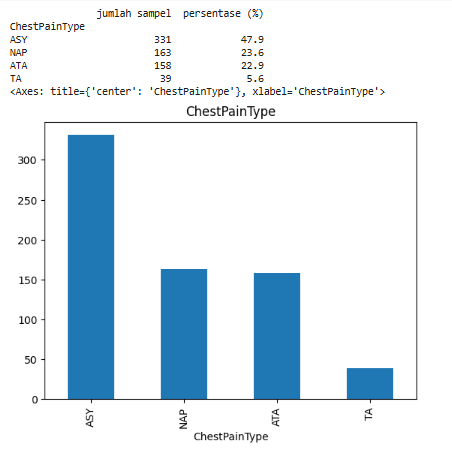 jumlah sampel persentase (%)
ChestPainType
ASY 331 47.9
NAP 163 23.6
ATA 158 22.9
TA 39 5.6
<Axes: title={'center': 'ChestPainType'}, xlabel='ChestPainType'>
ChestPainType
300
250
200
150
100
50
0
ASY
NAP
ATA
TA
ChestPainType